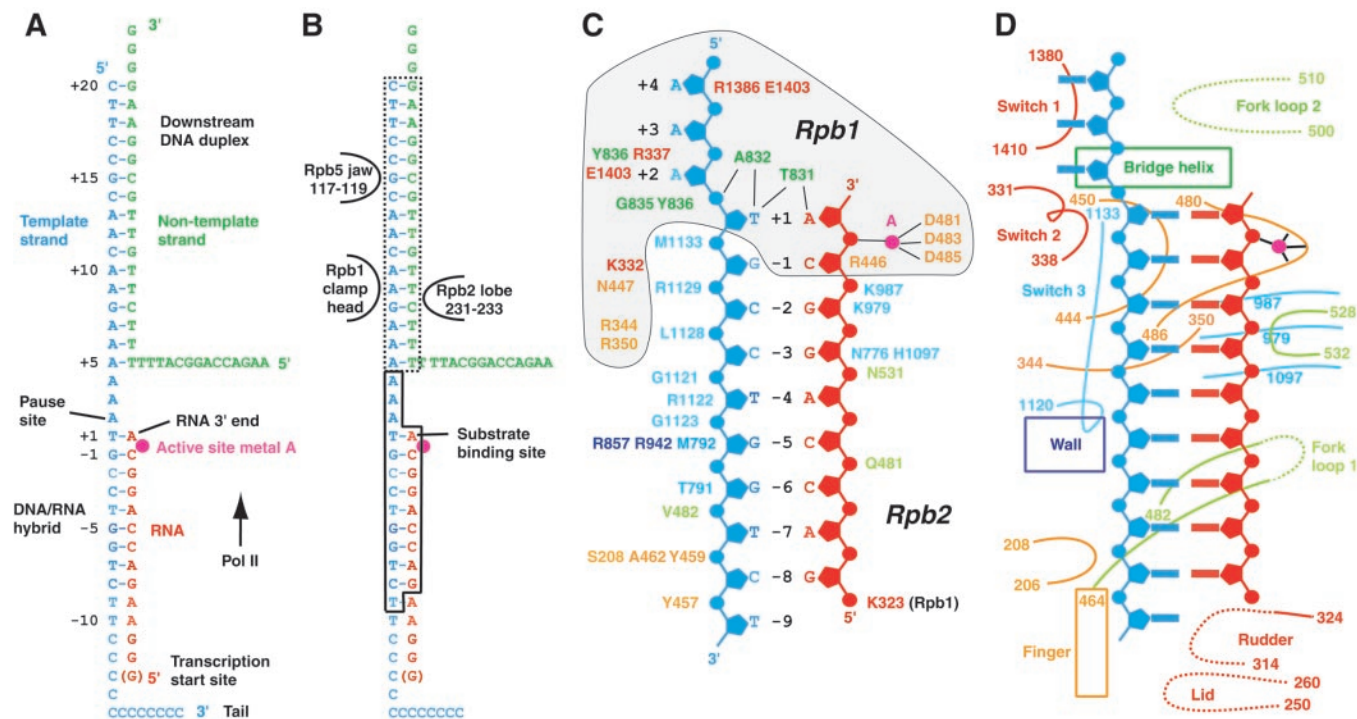 A
G 3'
G
5' G
+20 C-G
T-A
T-A Downstream
C-G DNA duplex
C-G
+15 G-C
C-G
Template strand
A-T
Non-template strand
A-T
C-G
+10 A-T
A-T
G-C
A-T
A-T
+5 A-TTTTACGGACCAGAA 5'
A
A
Pause site
A
RNA 3' end
+1 T A
Active site metal A
-1 G-C
C-G
C-G
DNA/RNA hybrid
T-A
-5 G-C RNA
G-C
Pol II
T-A
C-G
T-A
-10 T-A
C-G
C-G
Transcription start site
C (G) 5'
C
CCCCCCCC 3' Tail
B
G
G
G
C-G
T-A
T-A
C-G
C-G
Rpb5 jaw
117-119
G-C
C-G
A-T
A-T
C-G
Rpb1 clamp head
A-T
A-T
Rpb2 lobe
231-233
G-C
A-T
A-T
A-TTTTACGGACCAGAA
A
A
A
T-A
Substrate binding site
G-C
C-G
C-G
T-A
G-C
G-C
T-A
C-G
T-A
T-A
C-G
C-G
C (G)
C
CCCCCCCC
C
5'
+4 A R1386 E1403
Rpb1
+3 A
Y836 R337
A832
E1403 +2 A
T831
3'
G835 Y836
T +1 A
A
D481
D483
D485
M1133
K332
G -1 C
R446
N447
R1129
K987
C -2 G
K979
R344
R350
L1128
C -3 G
N776 H1097
N531
G1121
R1122
T -4 A
G1123
R857 R942 M792
G -5 C
Q481
T791
G -6 C
V482
Rpb2
T -7 A
S208 A462 Y459
C -8 G
Y457
K323 (Rpb1)
T -9
5'
3'
D
1380
Switch 1
1410
510
Fork loop 2
500
Bridge helix
331
450
480
1133
Switch 2
338
Switch 3
444
486
350
987
528
979
344
532
1097
1120
Wall
Fork loop 1
482
208
206
464
Finger
324
Rudder
314
260
Lid
250